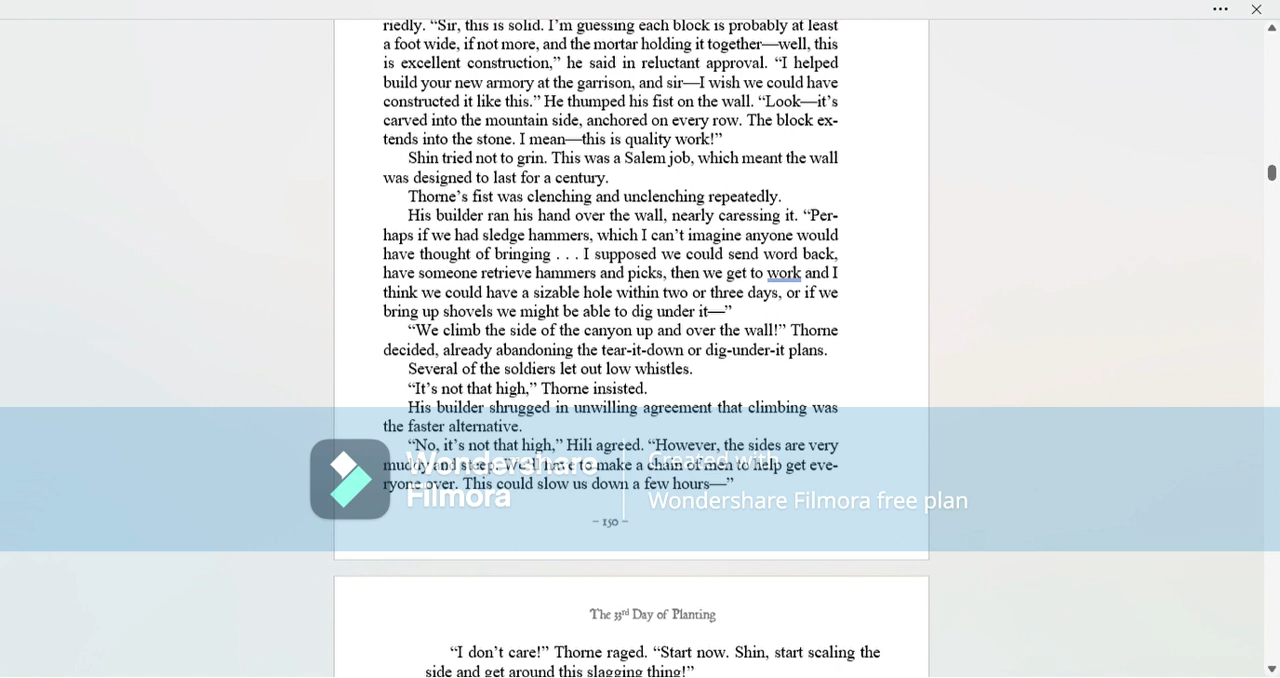 riedly. “Sir, this is solid. I’m guessing each block is probably at least
a foot wide, if not more, and the mortar holding it together—well, this
is excellent construction,” he said in reluctant approval. “I helped
build your new armory at the garrison, and sir—I wish we could have
constructed it like this.” He thumped his fist on the wall. “Look—it’s
carved into the mountain side, anchored on every row. The block ex-
tends into the stone. I mean—this is quality work!”
Shin tried not to grin. This was a Salem job, which meant the wall
was designed to last for a century.
Thorne’s fist was clenching and unclenching repeatedly.
His builder ran his hand over the wall, nearly caressing it. “Per-
haps if we had sledge hammers, which I can’t imagine anyone would
have thought of bringing . . . I supposed we could send word back,
have someone retrieve hammers and picks, then we get to work and I
think we could have a sizable hole within two or three days, or if we
bring up shovels we might be able to dig under it—”
“We climb the side of the canyon up and over the wall!” Thorne
decided, already abandoning the tear-it-down or dig-under-it plans.
Several of the soldiers let out low whistles.
“It’s not that high,” Thorne insisted.
His builder shrugged in unwilling agreement that climbing was
the faster alternative.
“No, it’s not that high,” Hili agreed. “However, the sides are very
muddy and steep. We’ll have to make a chain of men to help get eve-
ryone over. This could slow us down a few hours—”
Wondershare
Filmora
Created with
Wondershare Filmora free plan
~ 150 ~
The 33rd Day of Planting
“I don’t care!” Thorne raged. “Start now. Shin, start scaling the
side and get around this slagging thing!”